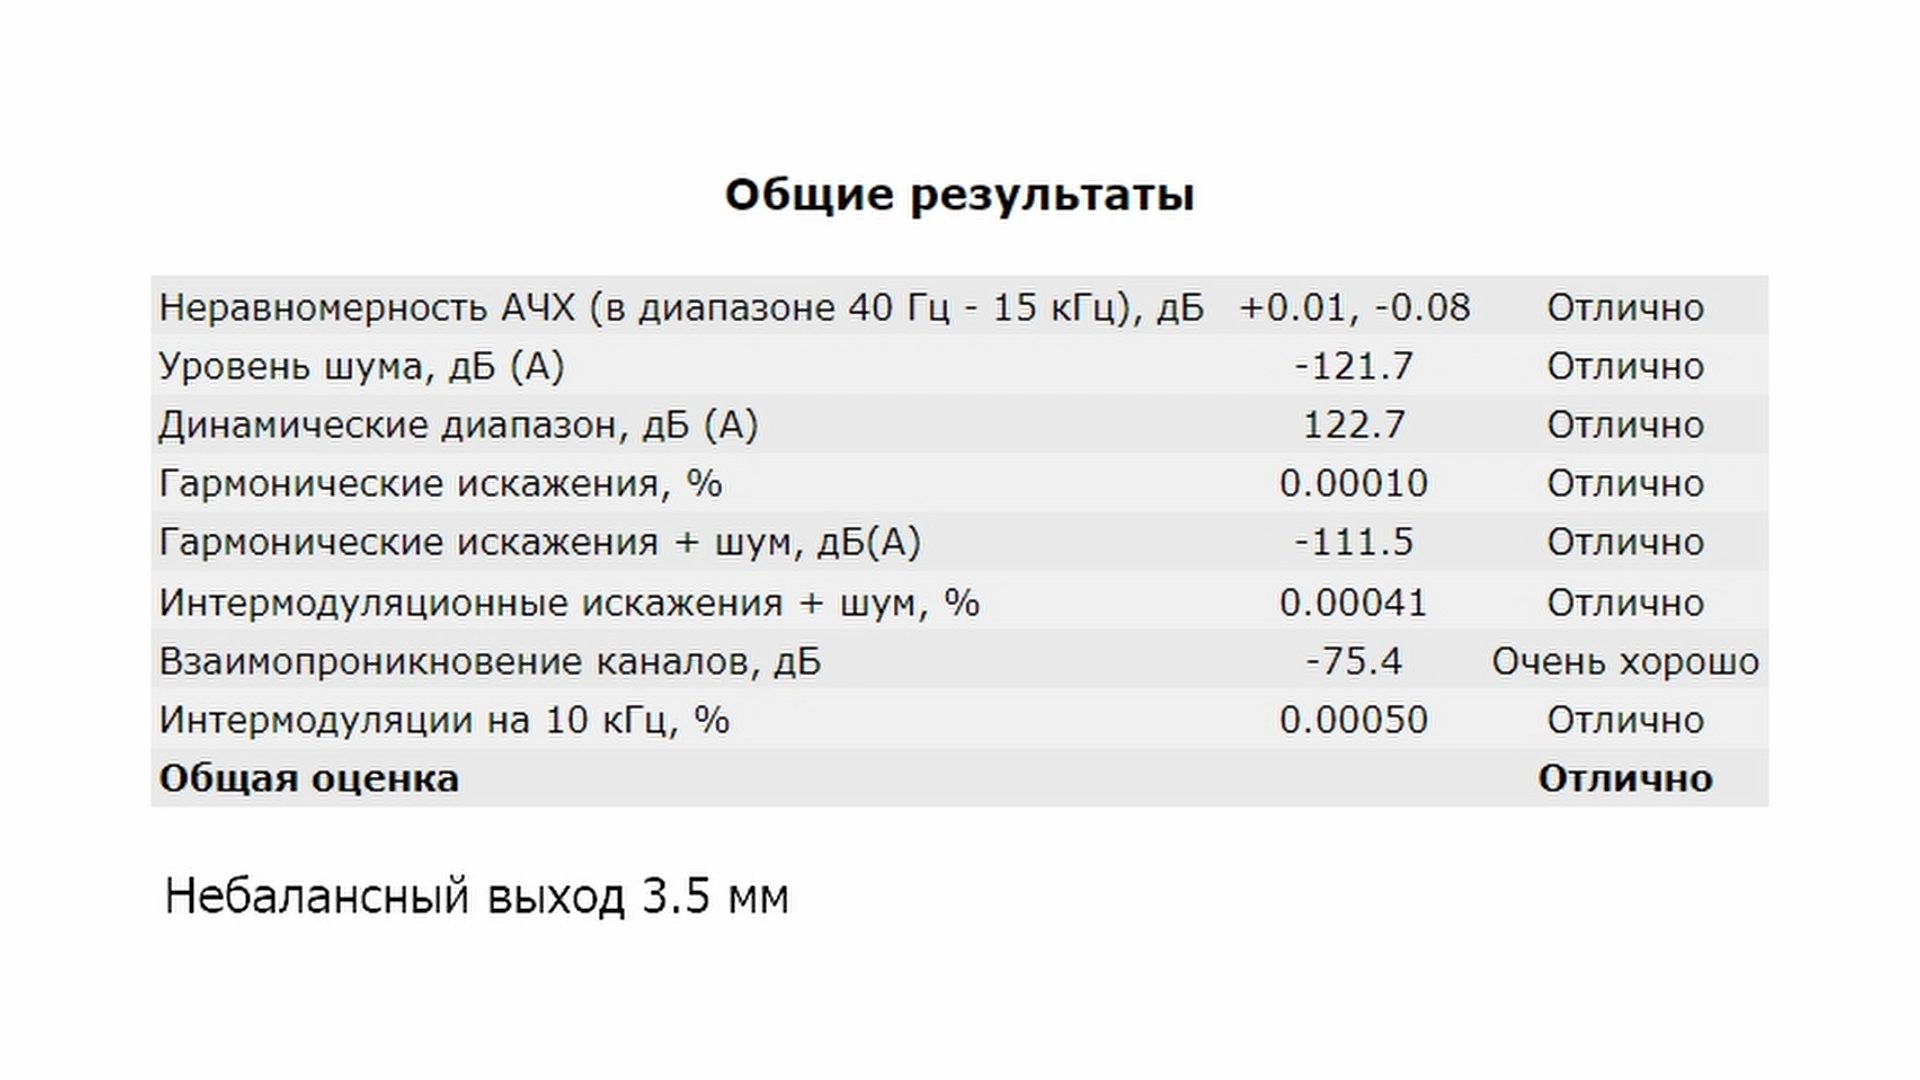 Общие результаты
Неравномерность АЧХ (в диапазоне 40 Гц - 15 кГц), дБ +0.01, -0.08 Отлично
Уровень шума, дБ (А) -121.7 Отлично
Динамический диапазон, дБ (А) 122.7 Отлично
Гармонические искажения, % 0.00010 Отлично
Гармонические искажения + шум, дБ(A) -111.5 Отлично
Интермодуляционные искажения + шум, % 0.00041 Отлично
Взаимопроникновение каналов, дБ -75.4 Очень хорошо
Интермодуляции на 10 кГц, % 0.00050 Отлично
Общая оценка Отлично
Небалансный выход 3.5 мм